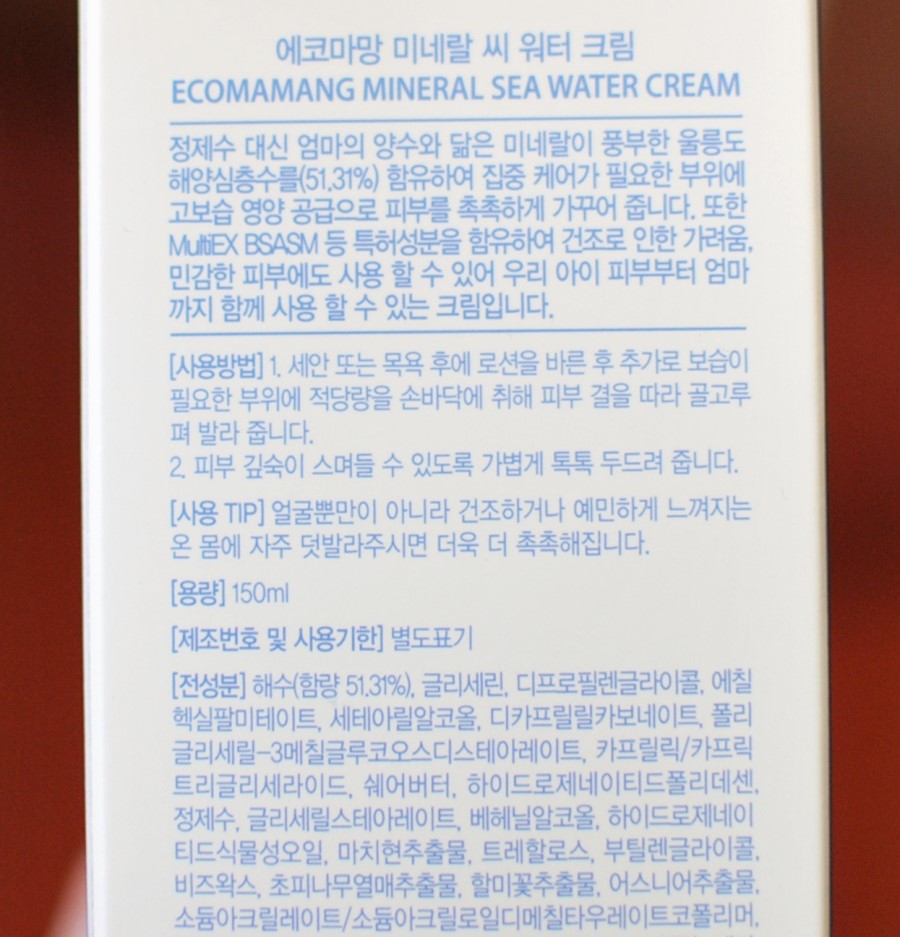 에코마망 미네랄 씨 워터 크림
ECOMAMANG MINERAL SEA WATER CREAM
정제수 대신 엄마의 양수와 닮은 미네랄이 풍부한 울릉도
해양심층수를(51.31%) 함유하여 집중 케어가 필요한 부위에
고보습 영양 공급으로 피부를 촉촉하게 가꾸어 줍니다. 또한
MultiEX BSASM 등 특허성분을 함유하여 건조로 인한 가려움,
민감한 피부에도 사용 할 수 있어 우리 아이 피부부터 엄마
까지 함께 사용 할 수 있는 크림입니다.
[사용방법] 1. 세안 또는 목욕 후에 로션을 바른 후 추가로 보습이
필요한 부위에 적당량을 손바닥에 취해 피부 결을 따라 골고루
펴 발라 줍니다.
2. 피부 깊숙이 스며들 수 있도록 가볍게 톡톡 두드려 줍니다.
[사용 TIP] 얼굴뿐만이 아니라 건조하거나 예민하게 느껴지는
온 몸에 자주 덧발라주시면 더욱 더 촉촉해집니다.
[용량] 150ml
[제조번호 및 사용기한] 별도표기
[전성분] 해수(함량 51.31%), 글리세린, 디프로필렌글라이콜, 에칠
헥실팔미테이트, 세테아릴알코올, 디카프릴릴카보네이트, 폴리
글리세릴-3메칠글루코오스디스테아레이트, 카프릴릭/카프릭
트리글리세라이드, 쉐어버터, 하이드로제네이티드폴리데센,
정제수, 글리세릴스테아레이트, 베헤닐알코올, 하이드로제네이
티드식물성오일, 마치현추출물, 트레할로스, 부틸렌글라이콜,
비즈왁스, 초피나무열매추출물, 할미꽃추출물, 어스니어추출물,
소듐아크릴레이트/소듐아크릴로일디메칠타우레이트코폴리머,